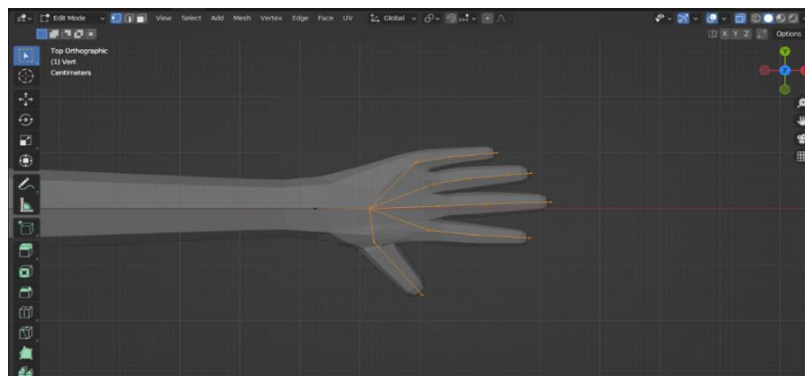 Edit Mode View Select Add Mesh Vertex Edge Face UV Global
X Y Z Options
Top Orthographic
(1) Vert
Centimeters
Y
Z